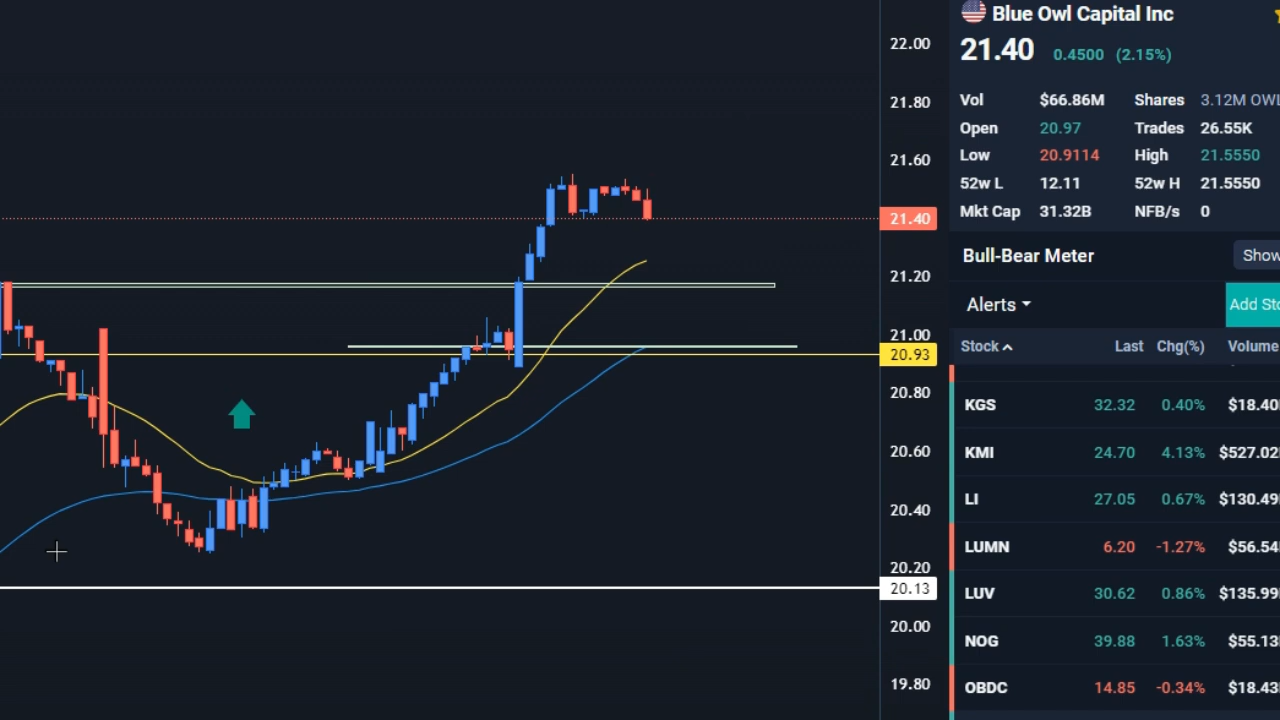 22.00
21.80
21.60
21.40
21.20
21.00
20.93
20.80
20.60
20.40
20.20
20.13
20.00
19.80
Blue Owl Capital Inc
21.40 0.4500 (2.15%)
Vol $66.86M Shares 3.12M OWL
Open 20.97 Trades 26.55K
Low 20.9114 High 21.5550
52w L 12.11 52w H 21.5550
Mkt Cap 31.32B NFB/s 0
Bull-Bear Meter Show
Alerts Add Sto
Stock Last Chg(%) Volume
KGS 32.32 0.40% $18.40
KMI 24.70 4.13% $527.02
LI 27.05 0.67% $130.49
LUMN 6.20 -1.27% $56.54
LUV 30.62 0.86% $135.99
NOG 39.88 1.63% $55.13
OBDC 14.85 -0.34% $18.43